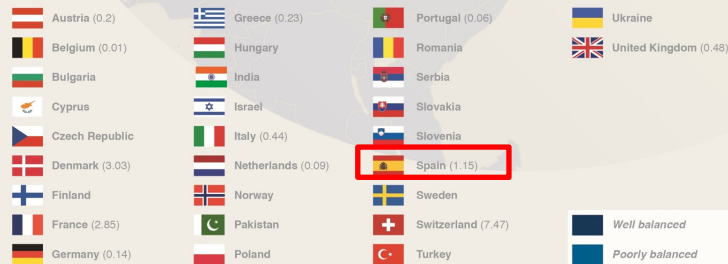 Austria (0.2)
Belgium (0.01)
Bulgaria
Cyprus
Czech Republic
Denmark (3.03)
Finland
France (2.85)
Germany (0.14)
Greece (0.23)
Hungary
India
Israel
Italy (0.44)
Netherlands (0.09)
Norway
Pakistan
Poland
Portugal (0.06)
Romania
Serbia
Slovakia
Slovenia
Spain (1.15)
Sweden
Switzerland (7.47)
Turkey
Ukraine
United Kingdom (0.48)
Well balanced
Poorly balanced